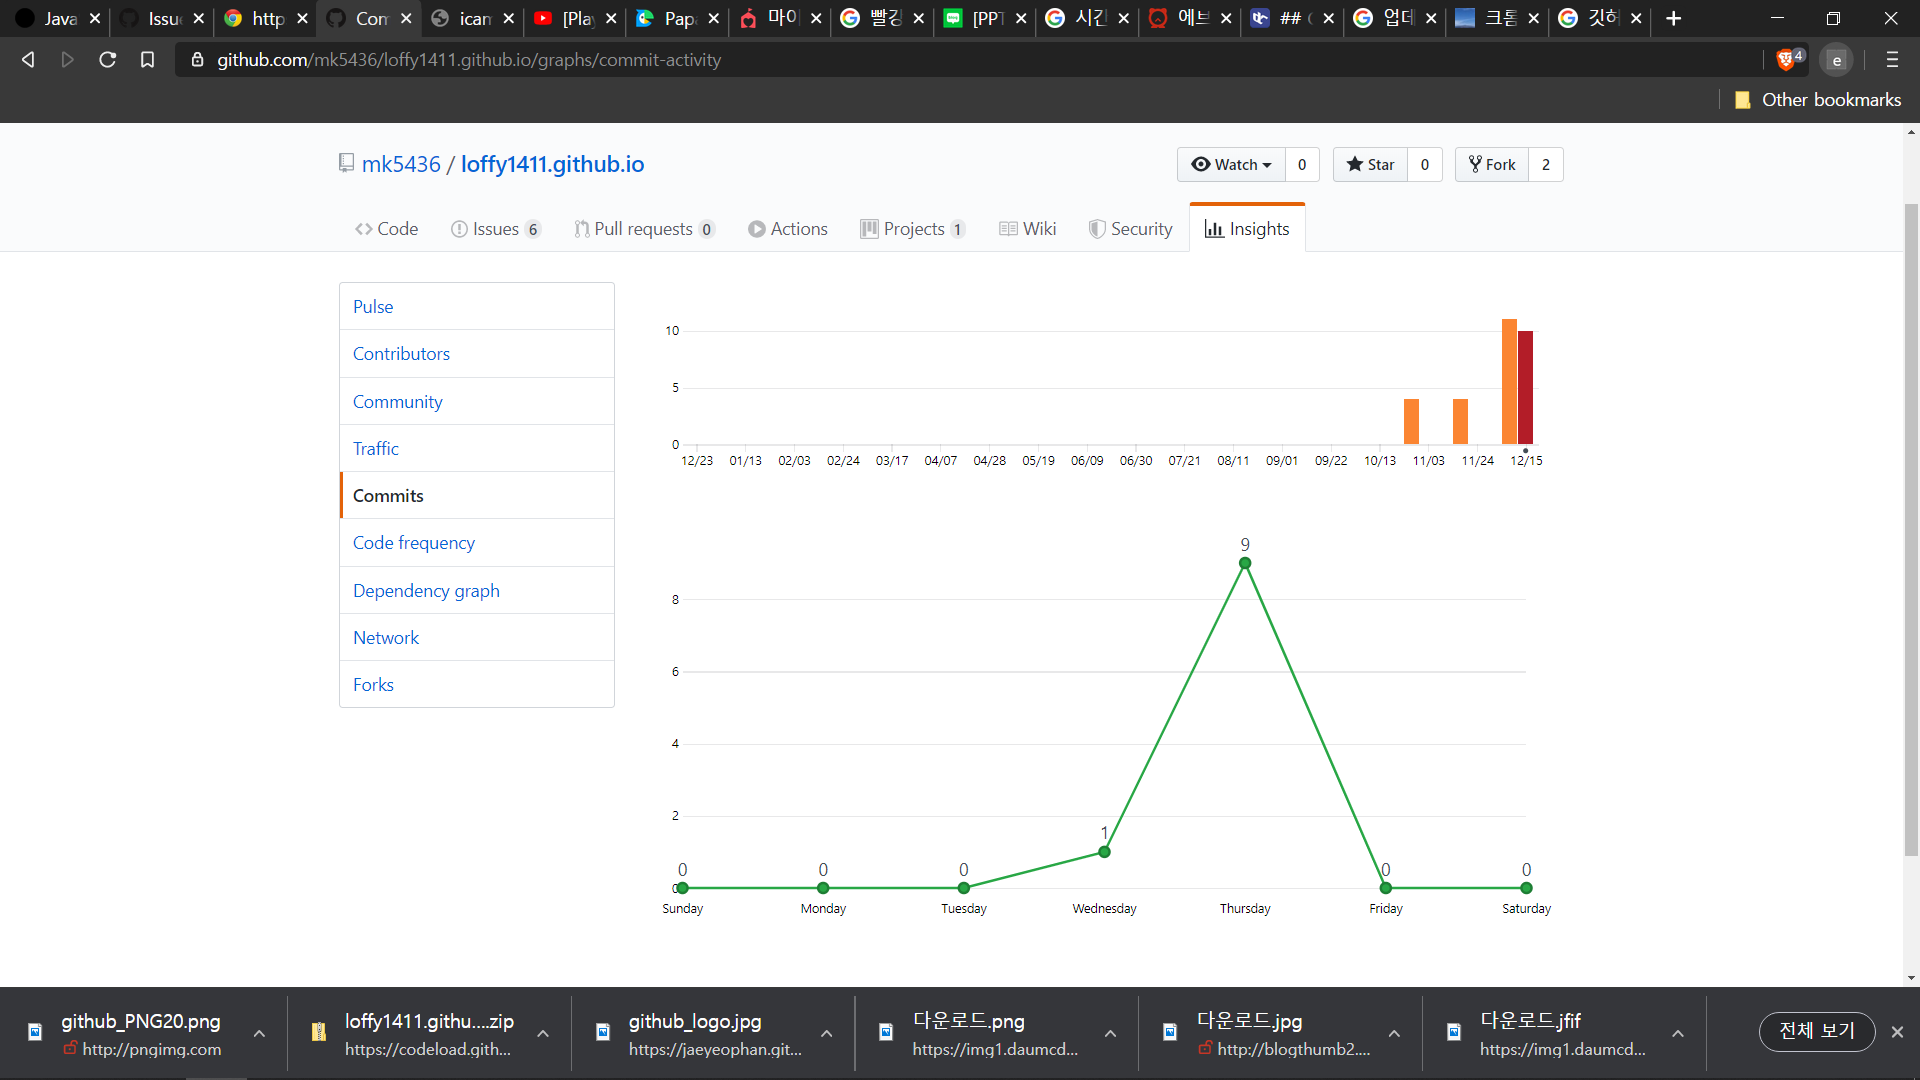 Java
Issu
http
Com
ican
[Play
Papa
마이
빨강
[PPT
시간
에브
## 
업데
크롬
깃허
github.com/mk5436/loffy1411.github.io/graphs/commit-activity
4
e
Other bookmarks
mk5436 / loffy1411.github.io
Watch 0
Star 0
Fork 2
Code
Issues 6
Pull requests 0
Actions
Projects 1
Wiki
Security
Insights
Pulse
Contributors
Community
Traffic
Commits
Code frequency
Dependency graph
Network
Forks
10
5
0
12/23 01/13 02/03 02/24 03/17 04/07 04/28 05/19 06/09 06/30 07/21 08/11 09/01 09/22 10/13 11/03 11/24 12/15
9
8
6
4
2
1
0 0 0 0 0
0
Sunday Monday Tuesday Wednesday Thursday Friday Saturday
github_PNG20.png
http://pngimg.com
loffy1411.githu....zip
https://codeload.gith...
github_logo.jpg
https://jaeyeophan.git...
다운로드.png
https://img1.daumcd...
다운로드.jpg
http://blogthumb2....
다운로드.jfif
https://img1.daumcd...
전체 보기